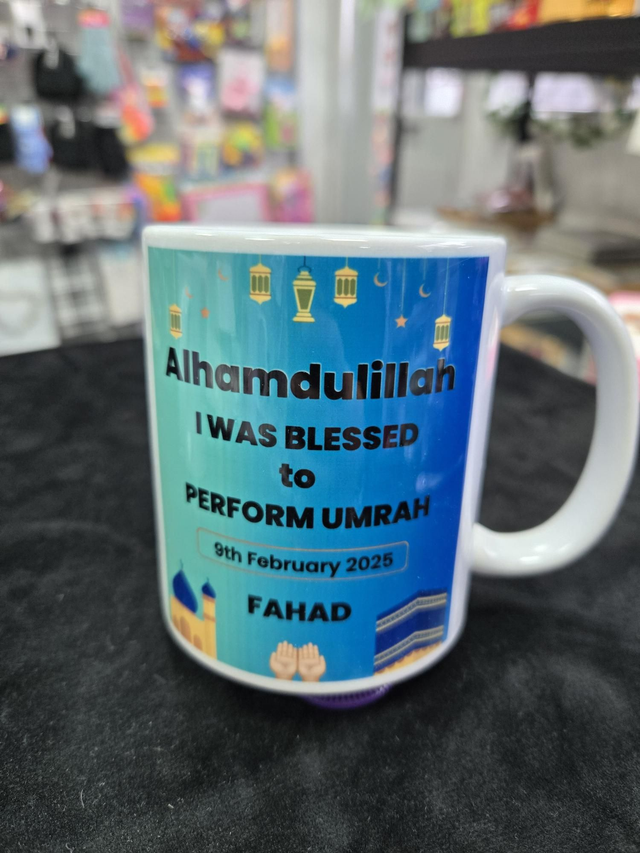 Alhamdulillah
I WAS BLESSED
to
PERFORM UMRAH
9th February 2025
FAHAD